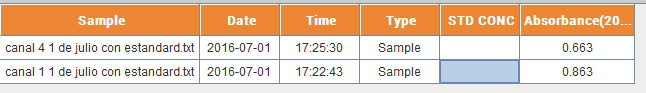 Sample Date Time Type STD CONC Absorbance(20...
canal 4 1 de julio con estandard.txt 2016-07-01 17:25:30 Sample 0.663
canal 1 1 de julio con estandard.txt 2016-07-01 17:22:43 Sample 0.863